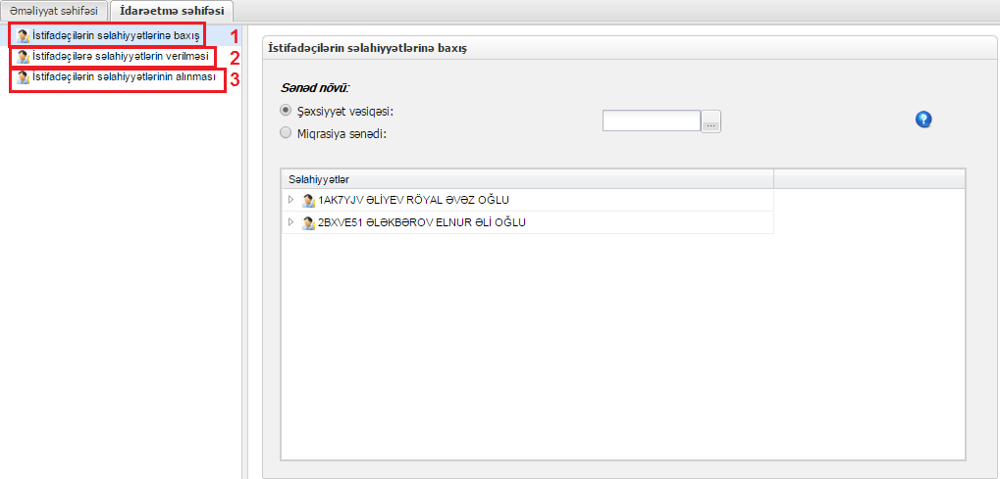 Əməliyyat səhifəsi
İdarəetmə səhifəsi
İstifadəçilərin səlahiyyətlərinə baxış
1
İstifadəçilərə səlahiyyətlərin verilməsi
2
İstifadəçilərin səlahiyyətlərinin alınması
3
İstifadəçilərin səlahiyyətlərinə baxış
Sənəd növü:
Şəxsiyyət vəsiqəsi:
...
Miqrasiya sənədi:
Səlahiyyətlər
1AK7YJV ƏLİYEV RÖYAL ƏVƏZ OĞLU
2BXVE51 ƏLƏKBƏROV ELNUR ƏLİ OĞLU